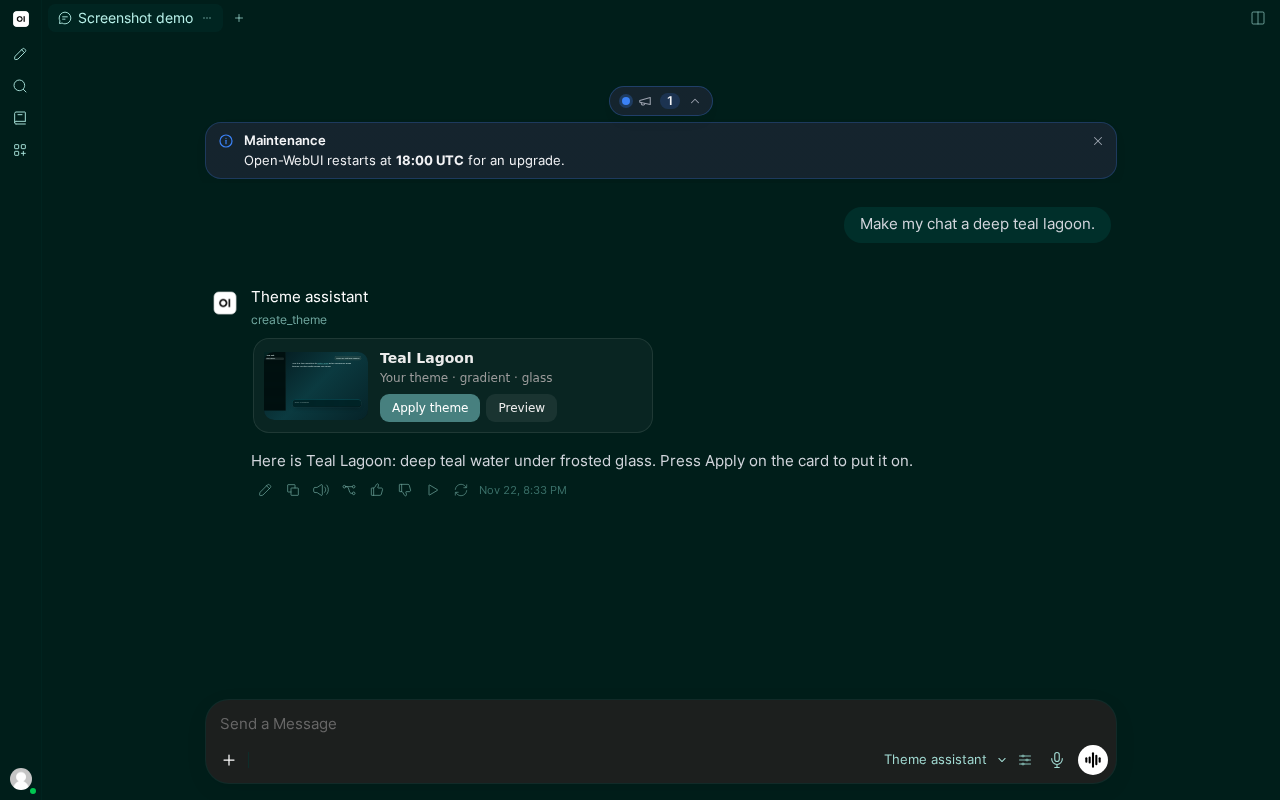 OI
Screenshot demo
1
Maintenance
Open-WebUI restarts at 18:00 UTC for an upgrade.
Make my chat a deep teal lagoon.
OI
Theme assistant
create_theme
Teal Lagoon
Your theme · gradient · glass
Apply theme
Preview
Here is Teal Lagoon: deep teal water under frosted glass. Press Apply on the card to put it on.
Nov 22, 8:33 PM
Send a Message
Theme assistant